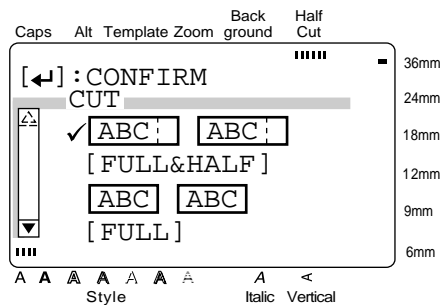 Back Half
Caps Alt Template Zoom ground Cut
36mm
[↵]:CONFIRM
24mm
CUT
✓ ABC ABC
18mm
[FULL&HALF]
12mm
ABC ABC
9mm
[FULL]
6mm
A A A A A A A A A
Style Italic Vertical